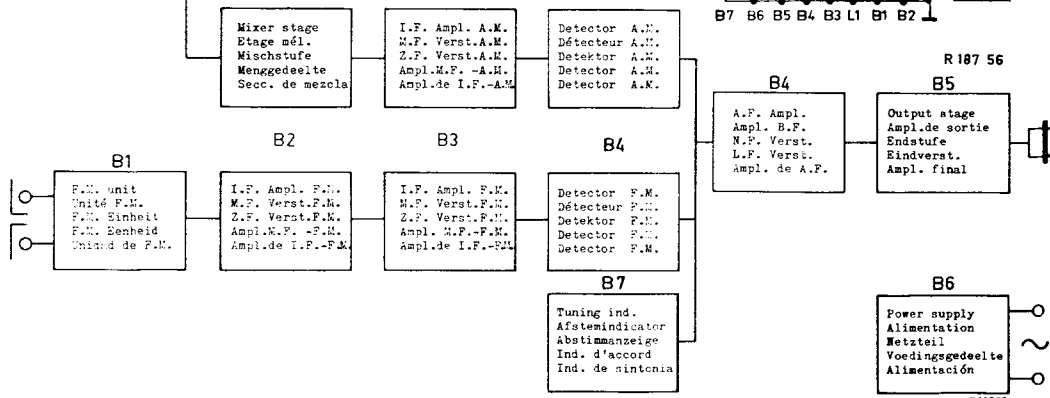 B7 B6 B5 B4 B3 L1 B1 B2
R 187 56
Mixer stage
Etage mél.
Mischstufe
Menggedeelte
Secc. de mezcla
I.F. Ampl. A.M.
M.F. Verst.A.M.
Z.F. Verst.A.M.
Ampl.M.F. -A.M.
Ampl.de I.F.-A.M.
Detector A.M.
Détecteur A.M.
Detektor A.M.
Detector A.M.
Detector A.M.
B4
A.F. Ampl.
Ampl. B.F.
N.F. Verst.
L.F. Verst.
Ampl. de A.F.
B5
Output stage
Ampl.de sortie
Endstufe
Eindverst.
Ampl. final
B1
F.M. unit
Unité F.M.
F.M. Einheit
F.M. Eenheid
Unidad de F.M.
B2
I.F. Ampl. F.M.
M.F. Verst.F.M.
Z.F. Verst.F.M.
Ampl.M.F. -F.M.
Ampl.de I.F.-F.M.
B3
I.F. Ampl. F.M.
M.F. Verst.F.M.
Z.F. Verst.F.M.
Ampl. M.F.-F.M.
Ampl.de I.F.-F.M.
B4
Detector F.M.
Détecteur F.M.
Detektor F.M.
Detector F.M.
Detector F.M.
B7
Tuning ind.
Afstemindicator
Abstimmanzeige
Ind. d'accord
Ind. de sintonia
B6
Power supply
Alimentation
Netzteil
Voedingsgedeelte
Alimentación